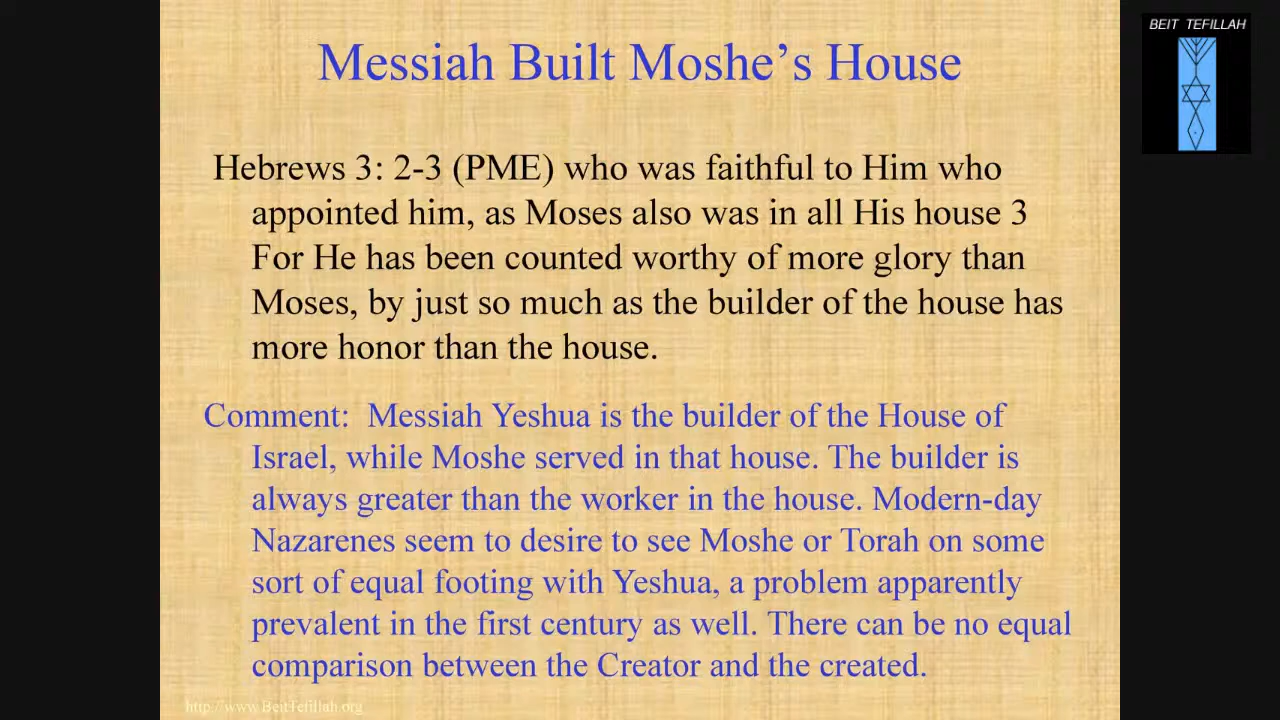 Messiah Built Moshe's House
BEIT TEFILLAH
Hebrews 3: 2-3 (PME) who was faithful to Him who
appointed him, as Moses also was in all His house 3
For He has been counted worthy of more glory than
Moses, by just so much as the builder of the house has
more honor than the house.
Comment:  Messiah Yeshua is the builder of the House of
Israel, while Moshe served in that house. The builder is
always greater than the worker in the house. Modern-day
Nazarenes seem to desire to see Moshe or Torah on some
sort of equal footing with Yeshua, a problem apparently
prevalent in the first century as well. There can be no equal
comparison between the Creator and the created.
http://www.BeitTefillah.org